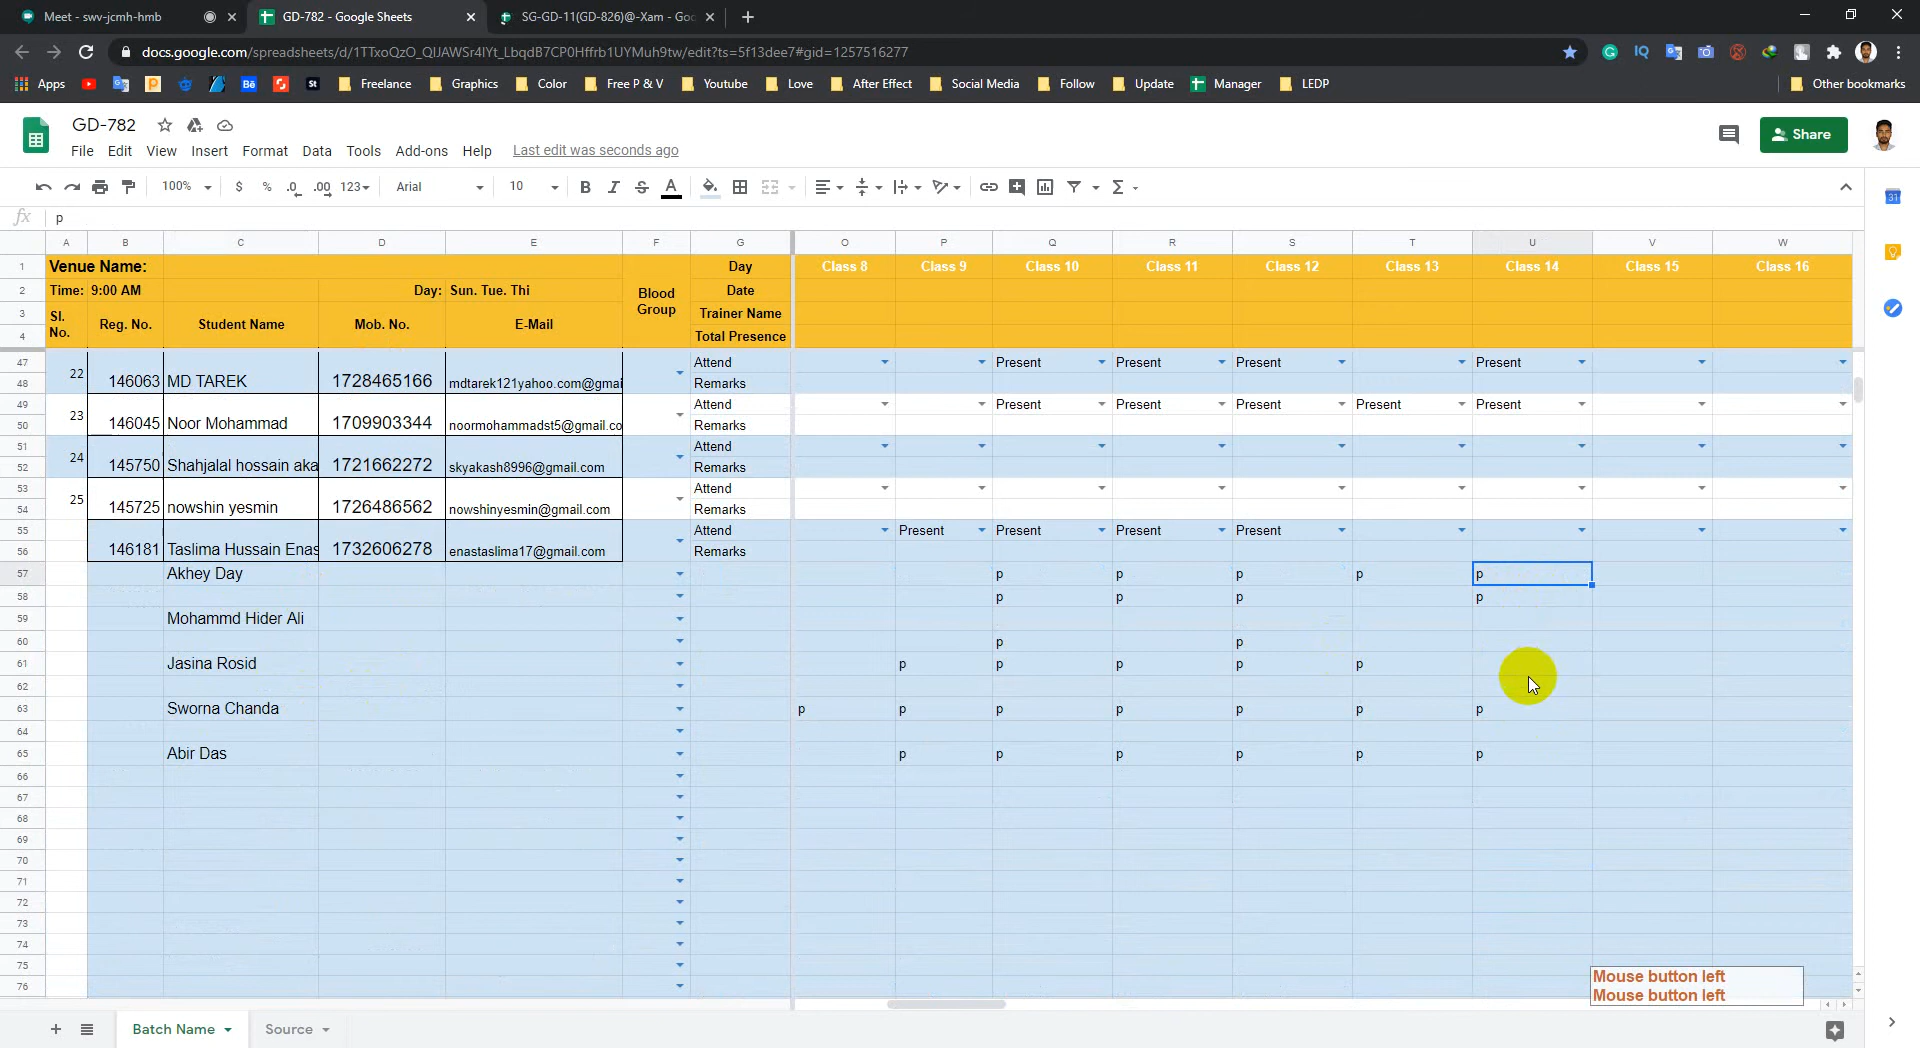 Meet - swv-jcmh-hmb
GD-782 - Google Sheets
SG-GD-11(GD-826)@-Xam - Goo
docs.google.com/spreadsheets/d/1TTxoQzO_QIJAWSr4IYt_LbqdB7CP0Hffrb1UYMuh9tw/edit?ts=5f13dee7#gid=1257516277
Apps Freelance Graphics Color Free P & V Youtube Love After Effect Social Media Follow Update Manager LEDP Other bookmarks
GD-782
Share
File Edit View Insert Format Data Tools Add-ons Help Last edit was seconds ago
100% $ % .0 .00 123 Arial 10 B I S A Σ
fx p
A B C D E F G O P Q R S T U V W
1 Venue Name: Day Class 8 Class 9 Class 10 Class 11 Class 12 Class 13 Class 14 Class 15 Class 16
2 Time: 9:00 AM Day: Sun. Tue. Thi Blood Group Date
3 Sl. No. Reg. No. Student Name Mob. No. E-Mail Trainer Name
4 Total Presence
47 22 146063 MD TAREK 1728465166 mdtarek121yahoo.com@gmai Attend Present Present Present Present
48 Remarks
49 23 146045 Noor Mohammad 1709903344 noormohammadst5@gmail.co Attend Present Present Present Present Present
50 Remarks
51 24 145750 Shahjalal hossain aka 1721662272 skyakash8996@gmail.com Attend
52 Remarks
53 25 145725 nowshin yesmin 1726486562 nowshinyesmin@gmail.com Attend
54 Remarks
55 146181 Taslima Hussain Enas 1732606278 enastaslima17@gmail.com Attend Present Present Present Present
56 Remarks
57 Akhey Day p p p p p
58 p p p p
59 Mohammd Hider Ali
60 p p
61 Jasina Rosid p p p p p
62
63 Sworna Chanda p p p p p p p
64
65 Abir Das p p p p p p
66
67
68
69
70
71
72
73
74
75
76
Mouse button left
Mouse button left
Batch Name Source